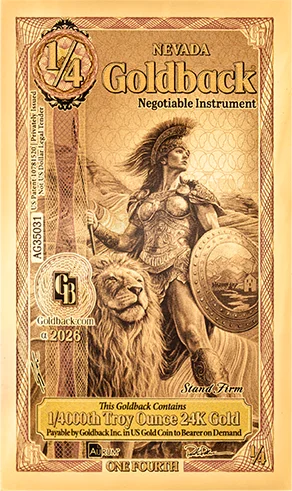 1/4
NEVADA
Goldback
Negotiable Instrument
US Patent 10781520 | Privately Issued
Not US Dollar Legal Tender
AG35031
GB
Goldback.com
α 2026
Stand Firm
This Goldback Contains
1/4000th Troy Ounce 24K Gold
Payable by Goldback Inc. in US Gold Coin to Bearer on Demand
ONE FOURTH
1/4